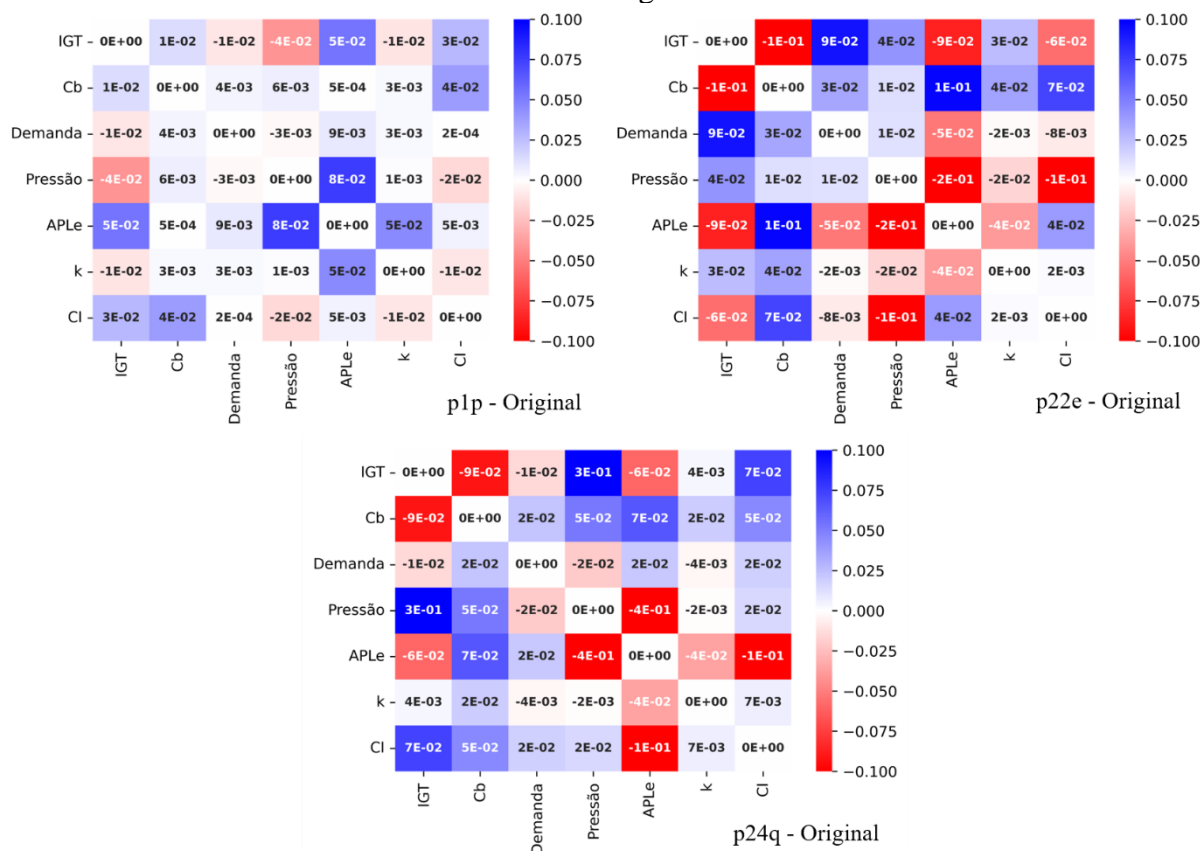 IGT 0E+00 1E-02 -1E-02 -4E-02 5E-02 -1E-02 3E-02
Cb 1E-02 0E+00 4E-03 6E-03 5E-04 3E-03 4E-02
Demanda -1E-02 4E-03 0E+00 -3E-03 9E-03 3E-03 2E-04
Pressão -4E-02 6E-03 -3E-03 0E+00 8E-02 1E-03 -2E-02
APLe 5E-02 5E-04 9E-03 8E-02 0E+00 5E-02 5E-03
k -1E-02 3E-03 3E-03 1E-03 5E-02 0E+00 -1E-02
CI 3E-02 4E-02 2E-04 -2E-02 5E-03 -1E-02 0E+00
IGT Cb Demanda Pressão APLe k CI
0.100
0.075
0.050
0.025
0.000
−0.025
−0.050
−0.075
−0.100
p1p - Original
IGT 0E+00 -1E-01 9E-02 4E-02 -9E-02 3E-02 -6E-02
Cb -1E-01 0E+00 3E-02 1E-02 1E-01 4E-02 7E-02
Demanda 9E-02 3E-02 0E+00 1E-02 -5E-02 -2E-03 -8E-03
Pressão 4E-02 1E-02 1E-02 0E+00 -2E-01 -2E-02 -1E-01
APLe -9E-02 1E-01 -5E-02 -2E-01 0E+00 -4E-02 4E-02
k 3E-02 4E-02 -2E-03 -2E-02 -4E-02 0E+00 2E-03
CI -6E-02 7E-02 -8E-03 -1E-01 4E-02 2E-03 0E+00
IGT Cb Demanda Pressão APLe k CI
0.100
0.075
0.050
0.025
0.000
−0.025
−0.050
−0.075
−0.100
p22e - Original
IGT 0E+00 -9E-02 -1E-02 3E-01 -6E-02 4E-03 7E-02
Cb -9E-02 0E+00 2E-02 5E-02 7E-02 2E-02 5E-02
Demanda -1E-02 2E-02 0E+00 -2E-02 2E-02 -4E-03 2E-02
Pressão 3E-01 5E-02 -2E-02 0E+00 -4E-01 -2E-03 2E-02
APLe -6E-02 7E-02 2E-02 -4E-01 0E+00 -4E-02 -1E-01
k 4E-03 2E-02 -4E-03 -2E-03 -4E-02 0E+00 7E-03
CI 7E-02 5E-02 2E-02 2E-02 -1E-01 7E-03 0E+00
IGT Cb Demanda Pressão APLe k CI
0.100
0.075
0.050
0.025
0.000
−0.025
−0.050
−0.075
−0.100
p24q - Original